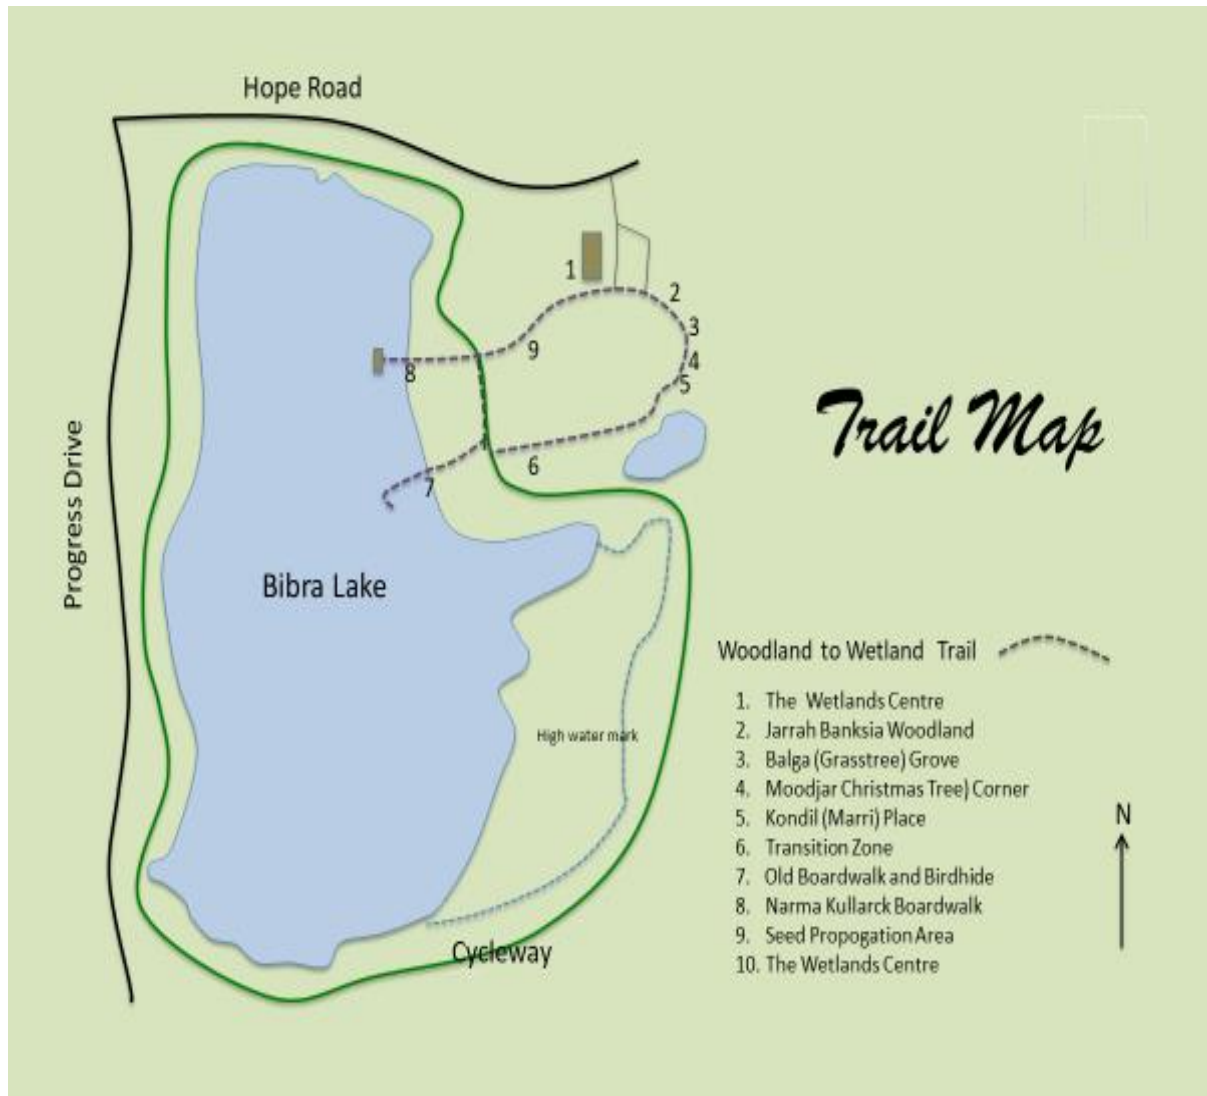 Hope Road
1
2
3
9
4
8
5
Trail Map
6
7
Progress Drive
Bibra Lake
Woodland to Wetland Trail
1. The Wetlands Centre
2. Jarrah Banksia Woodland
High water mark
3. Balga (Grasstree) Grove
4. Moodjar Christmas Tree) Corner
5. Kondil (Marri) Place
N
6. Transition Zone
7. Old Boardwalk and Birdhide
8. Narma Kullarck Boardwalk
9. Seed Propogation Area
Cycleway
10. The Wetlands Centre